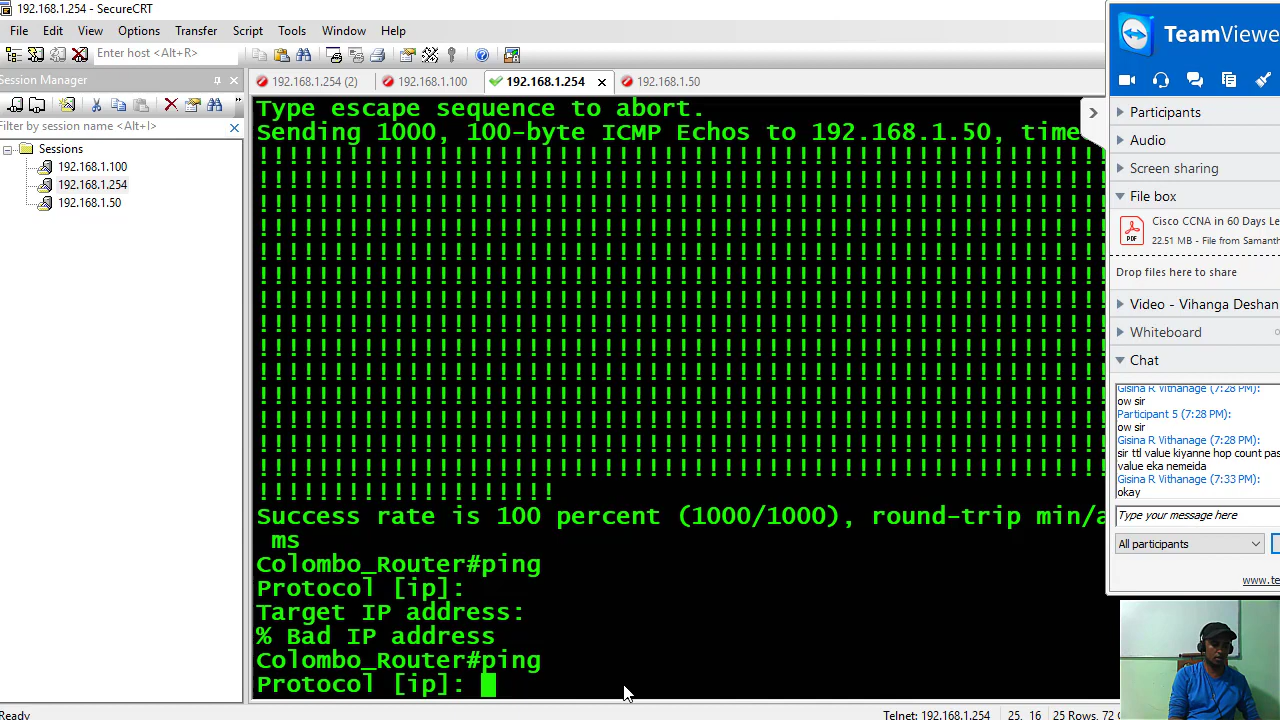 192.168.1.254 - SecureCRT
File Edit View Options Transfer Script Tools Window Help
Enter host <Alt+R>
Session Manager
192.168.1.254 (2) 192.168.1.100 192.168.1.254 192.168.1.50
Filter by session name <Alt+I>
Sessions
192.168.1.100
192.168.1.254
192.168.1.50
Type escape sequence to abort.
Sending 1000, 100-byte ICMP Echos to 192.168.1.50, time
!!!!!!!!!!!!!!!!!!!!!!!!!!!!!!!!!!!!!!!!!!!!!!!!!!!!!!!!!
!!!!!!!!!!!!!!!!!!!!!!!!!!!!!!!!!!!!!!!!!!!!!!!!!!!!!!!!!
!!!!!!!!!!!!!!!!!!!!!!!!!!!!!!!!!!!!!!!!!!!!!!!!!!!!!!!!!
!!!!!!!!!!!!!!!!!!!!!!!!!!!!!!!!!!!!!!!!!!!!!!!!!!!!!!!!!
!!!!!!!!!!!!!!!!!!!!!!!!!!!!!!!!!!!!!!!!!!!!!!!!!!!!!!!!!
!!!!!!!!!!!!!!!!!!!!!!!!!!!!!!!!!!!!!!!!!!!!!!!!!!!!!!!!!
!!!!!!!!!!!!!!!!!!!!!!!!!!!!!!!!!!!!!!!!!!!!!!!!!!!!!!!!!
!!!!!!!!!!!!!!!!!!!!!!!!!!!!!!!!!!!!!!!!!!!!!!!!!!!!!!!!!
!!!!!!!!!!!!!!!!!!!!!!!!!!!!!!!!!!!!!!!!!!!!!!!!!!!!!!!!!
!!!!!!!!!!!!!!!!!!!!!!!!!!!!!!!!!!!!!!!!!!!!!!!!!!!!!!!!!
!!!!!!!!!!!!!!!!!!!!!!!!!!!!!!!!!!!!!!!!!!!!!!!!!!!!!!!!!
!!!!!!!!!!!!!!!!!!!!!!!!!!!!!!!!!!!!!!!!!!!!!!!!!!!!!!!!!
!!!!!!!!!!!!!!!!!!!!!!!!!!!!!!!!!!!!!!!!!!!!!!!!!!!!!!!!!
!!!!!!!!!!!!!!!!!!!!!!!!!!!!!!!!!!!!!!!!!!!!!!!!!!!!!!!!!
!!!!!!!!!!!!!!!!!!!!
Success rate is 100 percent (1000/1000), round-trip min/a
ms
Colombo_Router#ping
Protocol [ip]:
Target IP address:
% Bad IP address
Colombo_Router#ping
Protocol [ip]:
Ready
Telnet: 192.168.1.254 25, 16 25 Rows, 72 C
TeamViewe
Participants
Audio
Screen sharing
File box
Cisco CCNA in 60 Days Le
22.51 MB - File from Samanth
PDF
Drop files here to share
Video - Vihanga Deshan
Whiteboard
Chat
Gisina R Vithanage (7:28 PM):
ow sir
Participant 5 (7:28 PM):
ow sir
Gisina R Vithanage (7:28 PM):
sir ttl value kiyanne hop count pas
value eka nemeida
Gisina R Vithanage (7:33 PM):
okay
Type your message here
All participants
www.te